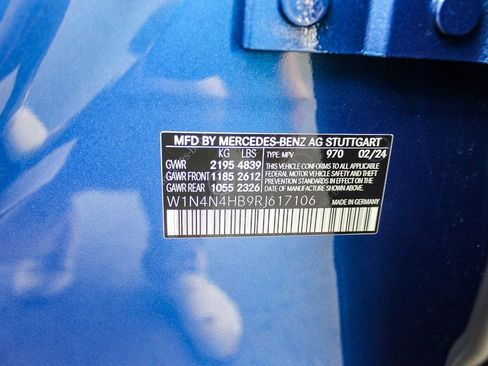 MFD BY MERCEDES-BENZ AG STUTTGART
KG LBS TYPE: MPV 970 02/24
GVWR 2195 4839 THIS VEHICLE CONFORMS TO ALL APPLICABLE
GAWR FRONT 1185 2612 FEDERAL MOTOR VEHICLE SAFETY AND
GAWR REAR 1055 2326 THEFT PREVENTION STANDARDS IN EFFECT
ON THE DATE OF MANUFACTURE SHOWN ABOVE.
W1N4N4HB9RJ617106 MADE IN GERMANY